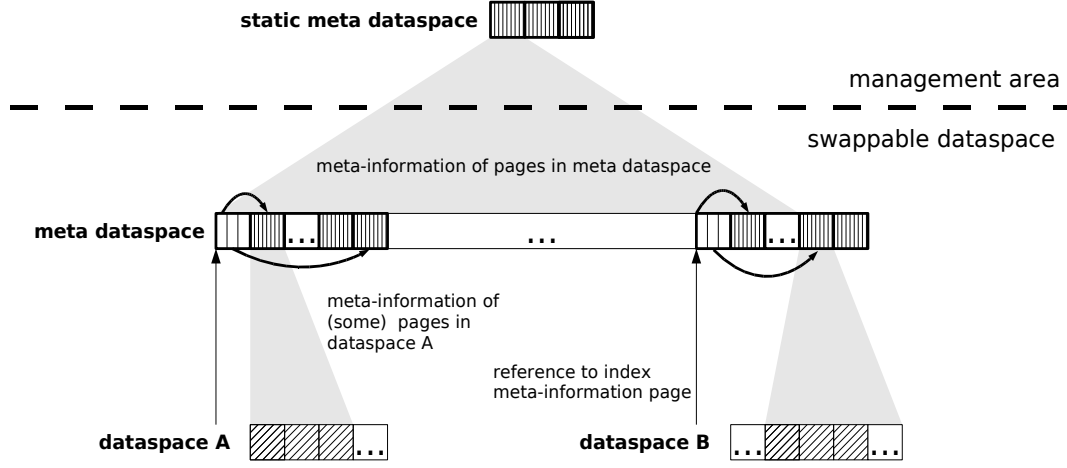 static meta dataspace
management area
swappable dataspace
meta-information of pages in meta dataspace
meta dataspace
...
...
...
meta-information of
(some) pages in
dataspace A
reference to index
meta-information page
dataspace A
...
dataspace B
...
...